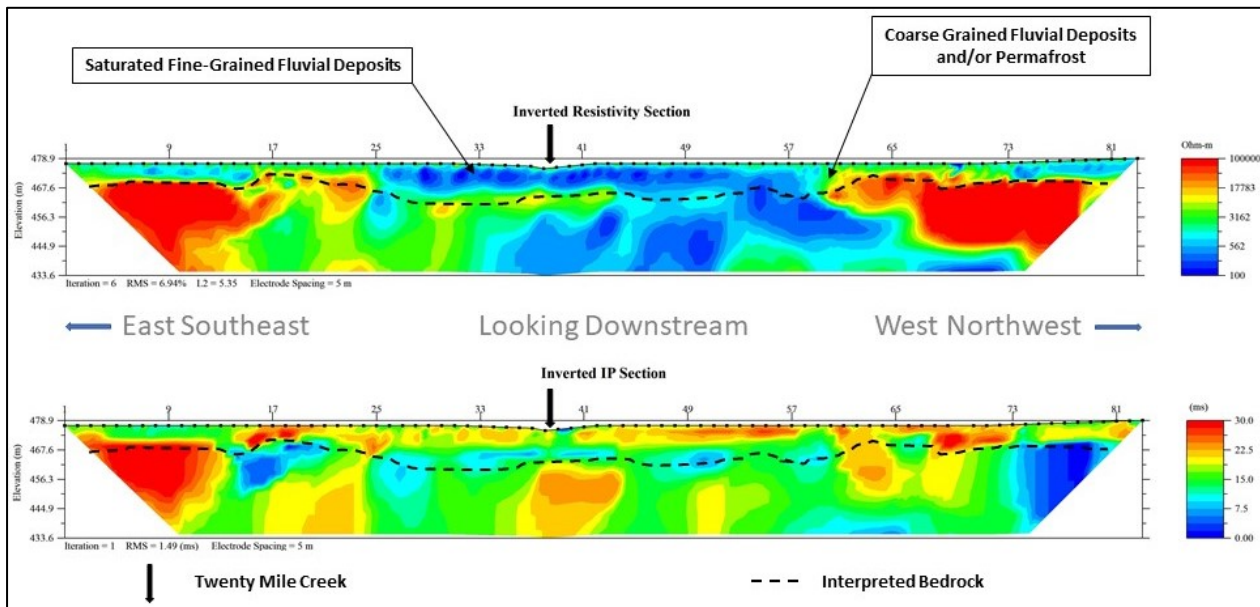 Saturated Fine-Grained Fluvial Deposits
Coarse Grained Fluvial Deposits
and/or Permafrost
Inverted Resistivity Section
1 9 17 25 33 41 49 57 65 73 81
Ohm-m
478.9 100000
467.6 17783
456.3 3162
444.9 562
433.6 100
Elevation (m)
Iteration = 6 RMS = 6.94% L2 = 5.35 Electrode Spacing = 5 m
East Southeast Looking Downstream West Northwest
Inverted IP Section
1 9 17 25 33 41 49 57 65 73 81
(ms)
478.9 30.0
467.6 22.5
456.3 15.0
444.9 7.5
433.6 0.00
Elevation (m)
Iteration = 1 RMS = 1.49 (ms) Electrode Spacing = 5 m
Twenty Mile Creek Interpreted Bedrock